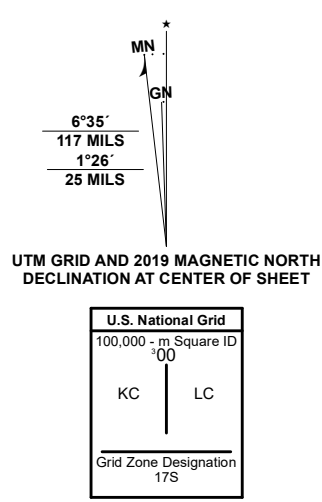 ★
MN
GN
6°35´
117 MILS
1°26´
25 MILS
UTM GRID AND 2019 MAGNETIC NORTH
DECLINATION AT CENTER OF SHEET
U.S. National Grid
100,000 - m Square ID
³00
KC
LC
Grid Zone Designation
17S